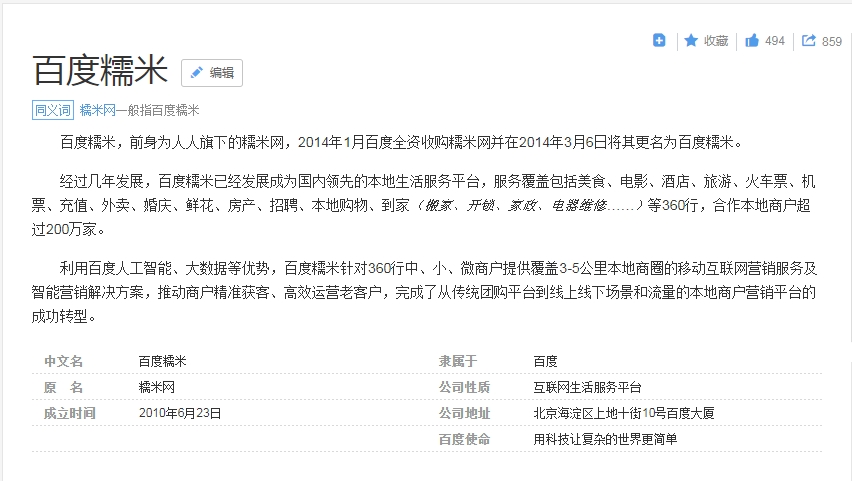 收藏 494 859
百度糯米 编辑
同义词 糯米网一般指百度糯米
百度糯米，前身为人人旗下的糯米网，2014年1月百度全资收购糯米网并在2014年3月6日将其更名为百度糯米。
经过几年发展，百度糯米已经发展成为国内领先的本地生活服务平台，服务覆盖包括美食、电影、酒店、旅游、火车票、机
票、充值、外卖、婚庆、鲜花、房产、招聘、本地购物、到家（搬家、开锁、家政、电器维修……）等360行，合作本地商户超
过200万家。
利用百度人工智能、大数据等优势，百度糯米针对360行中、小、微商户提供覆盖3-5公里本地商圈的移动互联网营销服务及
智能营销解决方案，推动商户精准获客、高效运营老客户，完成了从传统团购平台到线上线下场景和流量的本地商户营销平台的
成功转型。
中文名 百度糯米 隶属于 百度
原 名 糯米网 公司性质 互联网生活服务平台
成立时间 2010年6月23日 公司地址 北京海淀区上地十街10号百度大厦
百度使命 用科技让复杂的世界更简单